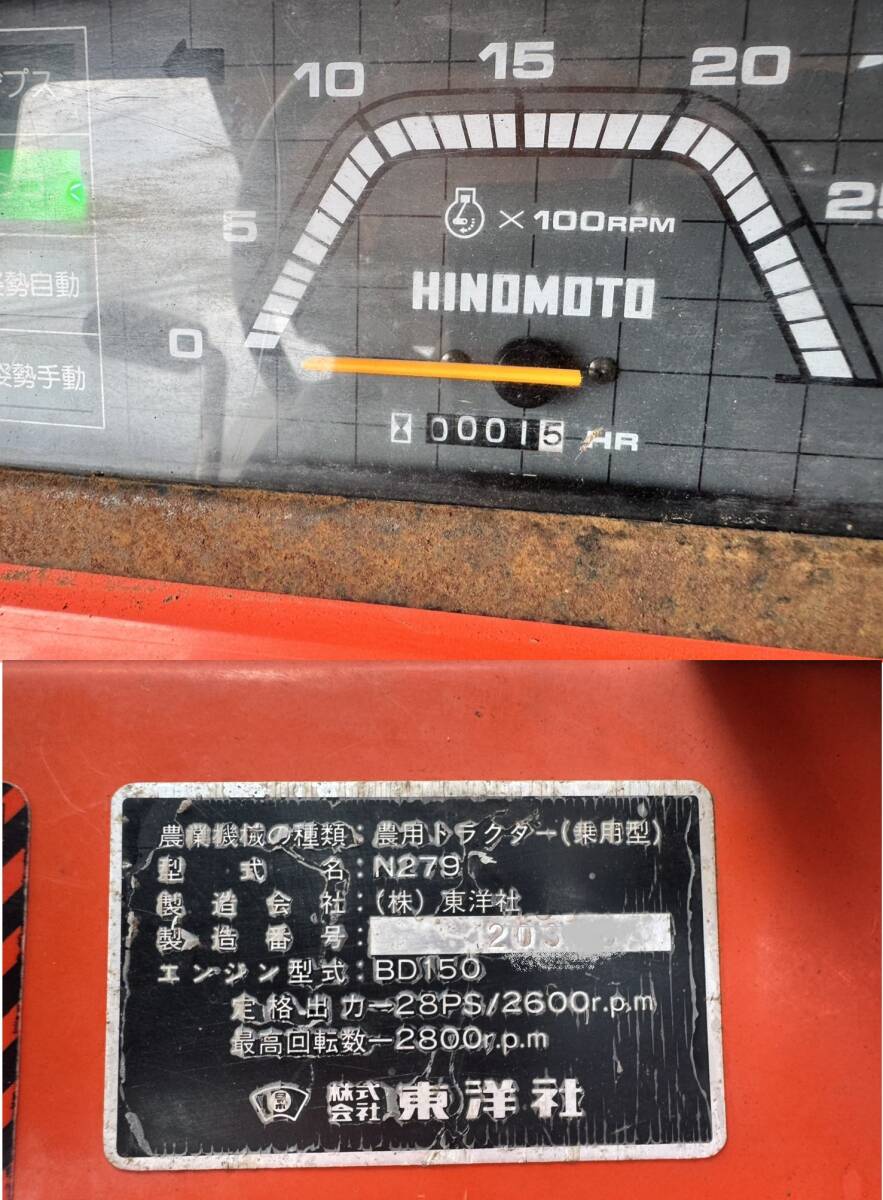 10 15 20
5
25
0
×100RPM
HINOMOTO
00015 HR
勢自動
姿勢手動
農業機械の種類：農用トラクター(乗用型)
型式名：N279
製造会社：(株)東洋社
製造番号：203
エンジン型式：BD150
定格出力ー28PS/2600r.p.m
最高回転数ー2800r.p.m
株式会社 東洋社